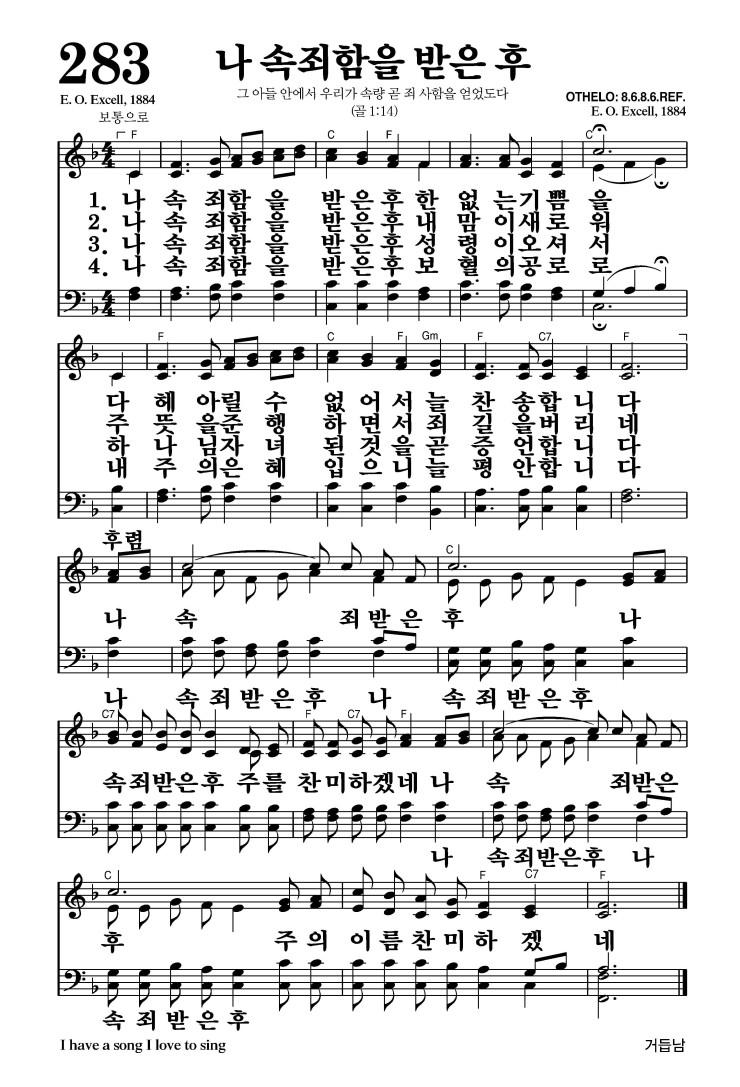 283
나 속죄함을 받은 후
E. O. Excell, 1884
그 아들 안에서 우리가 속량 곧 죄 사함을 얻었도다
(골 1:14)
OTHELO: 8.6.8.6.REF.
E. O. Excell, 1884
보통으로
F C F C
1. 나 속 죄함 을 받 은후 한 없 는기 쁨 을
2. 나 속 죄함 을 받 은후 내 맘 이새 로 워
3. 나 속 죄함 을 받 은후 성 령 이오 셔 서
4. 나 속 죄함 을 받 은후 보 혈 의공 로 로
F C F Gm F C7 F
다 헤 아릴 수 없 어 서 늘 찬 송합 니 다
주 뜻 을준 행 하 면 서 죄 길 을버 리 네
하 나 님자 녀 된 것 을 곧 증 언합 니 다
내 주 의은 혜 입 으 니 늘 평 안합 니 다
후렴
C
나 속 죄 받 은 후 나
나 속 죄 받 은 후 나 속 죄 받 은 후
C7 F C7 F
속죄받은후 주를 찬미하겠네 나 속 죄받은
나 속죄받은후 나
C F C7 F
후 주 의 이 름 찬 미 하 겠 네
속 죄 받 은 후
I have a song I love to sing
거듭남